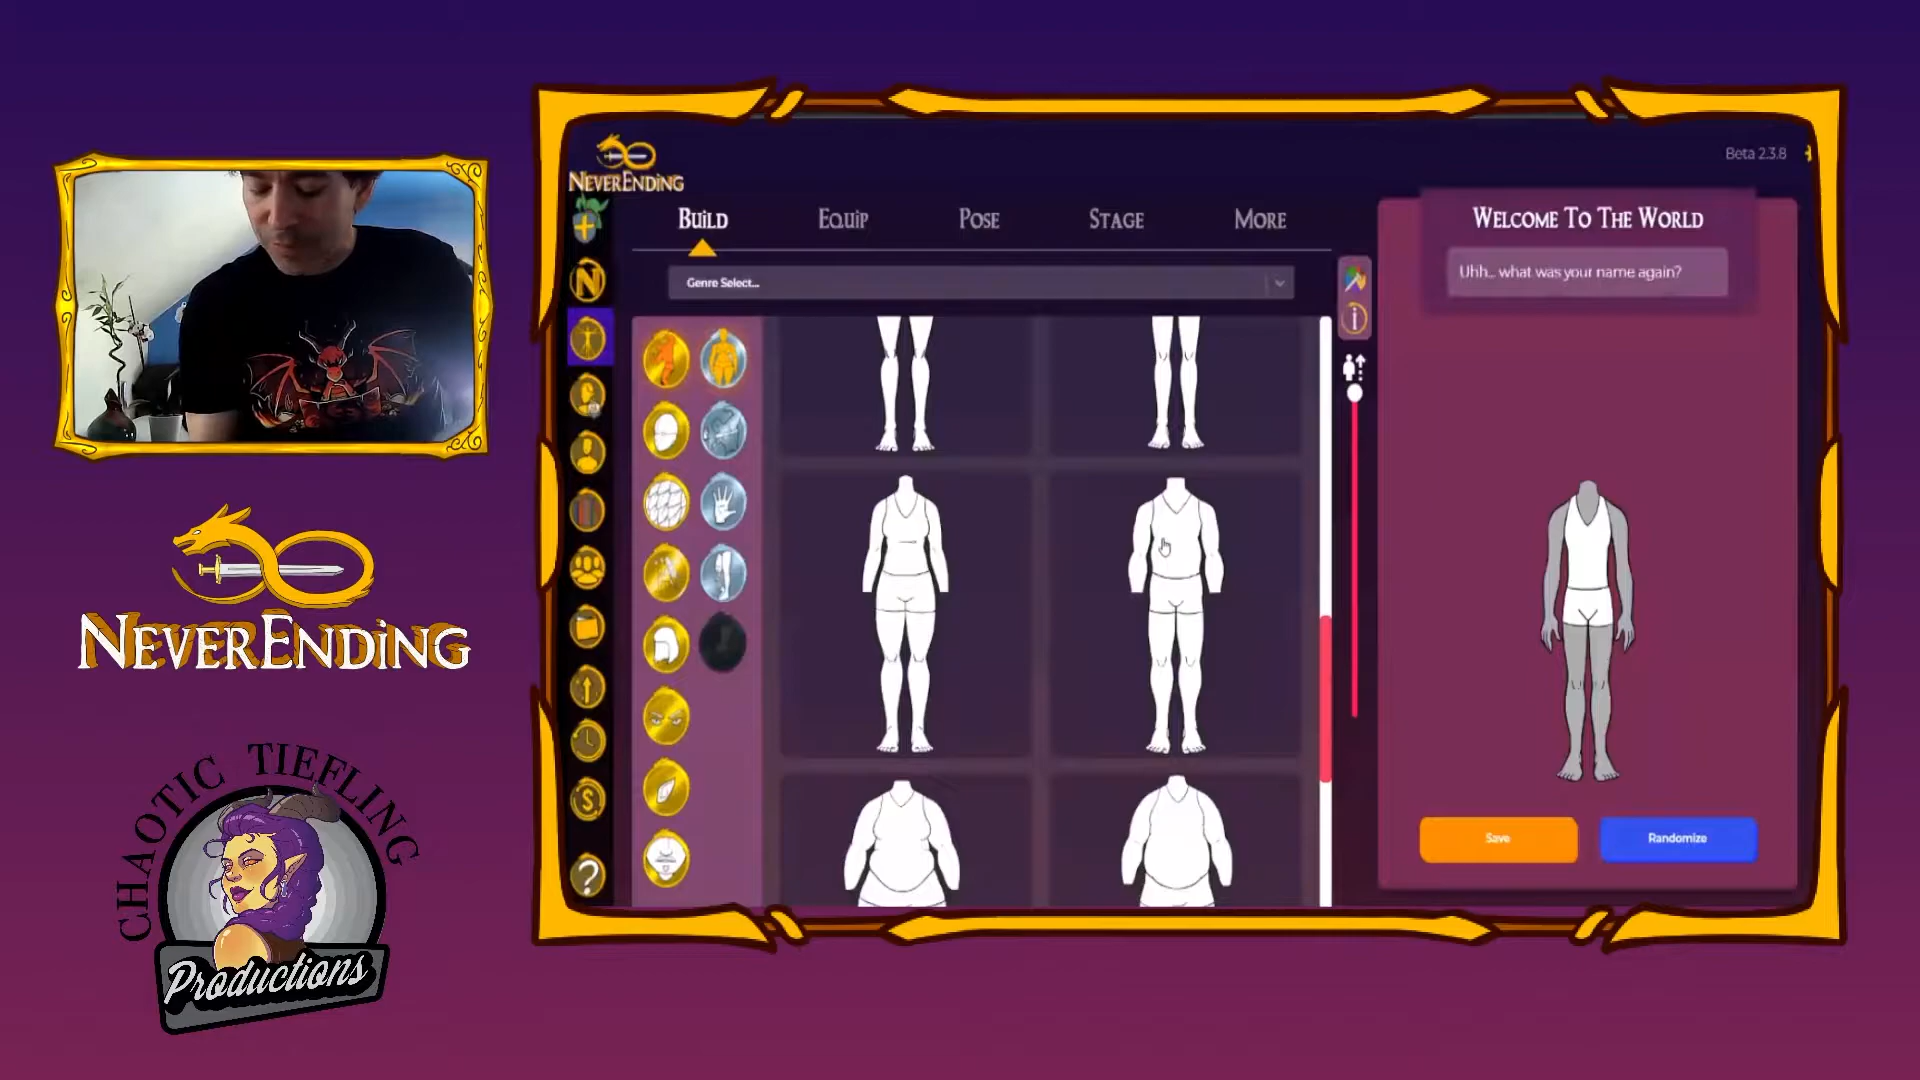 NEVERENDING
Beta 2.3.8
BUILD
EQUIP
POSE
STAGE
MORE
Genre Select...
WELCOME TO THE WORLD
Uhh... what was your name again?
Save
Randomize
NEVERENDING
CHAOTIC TIEFLING
Productions